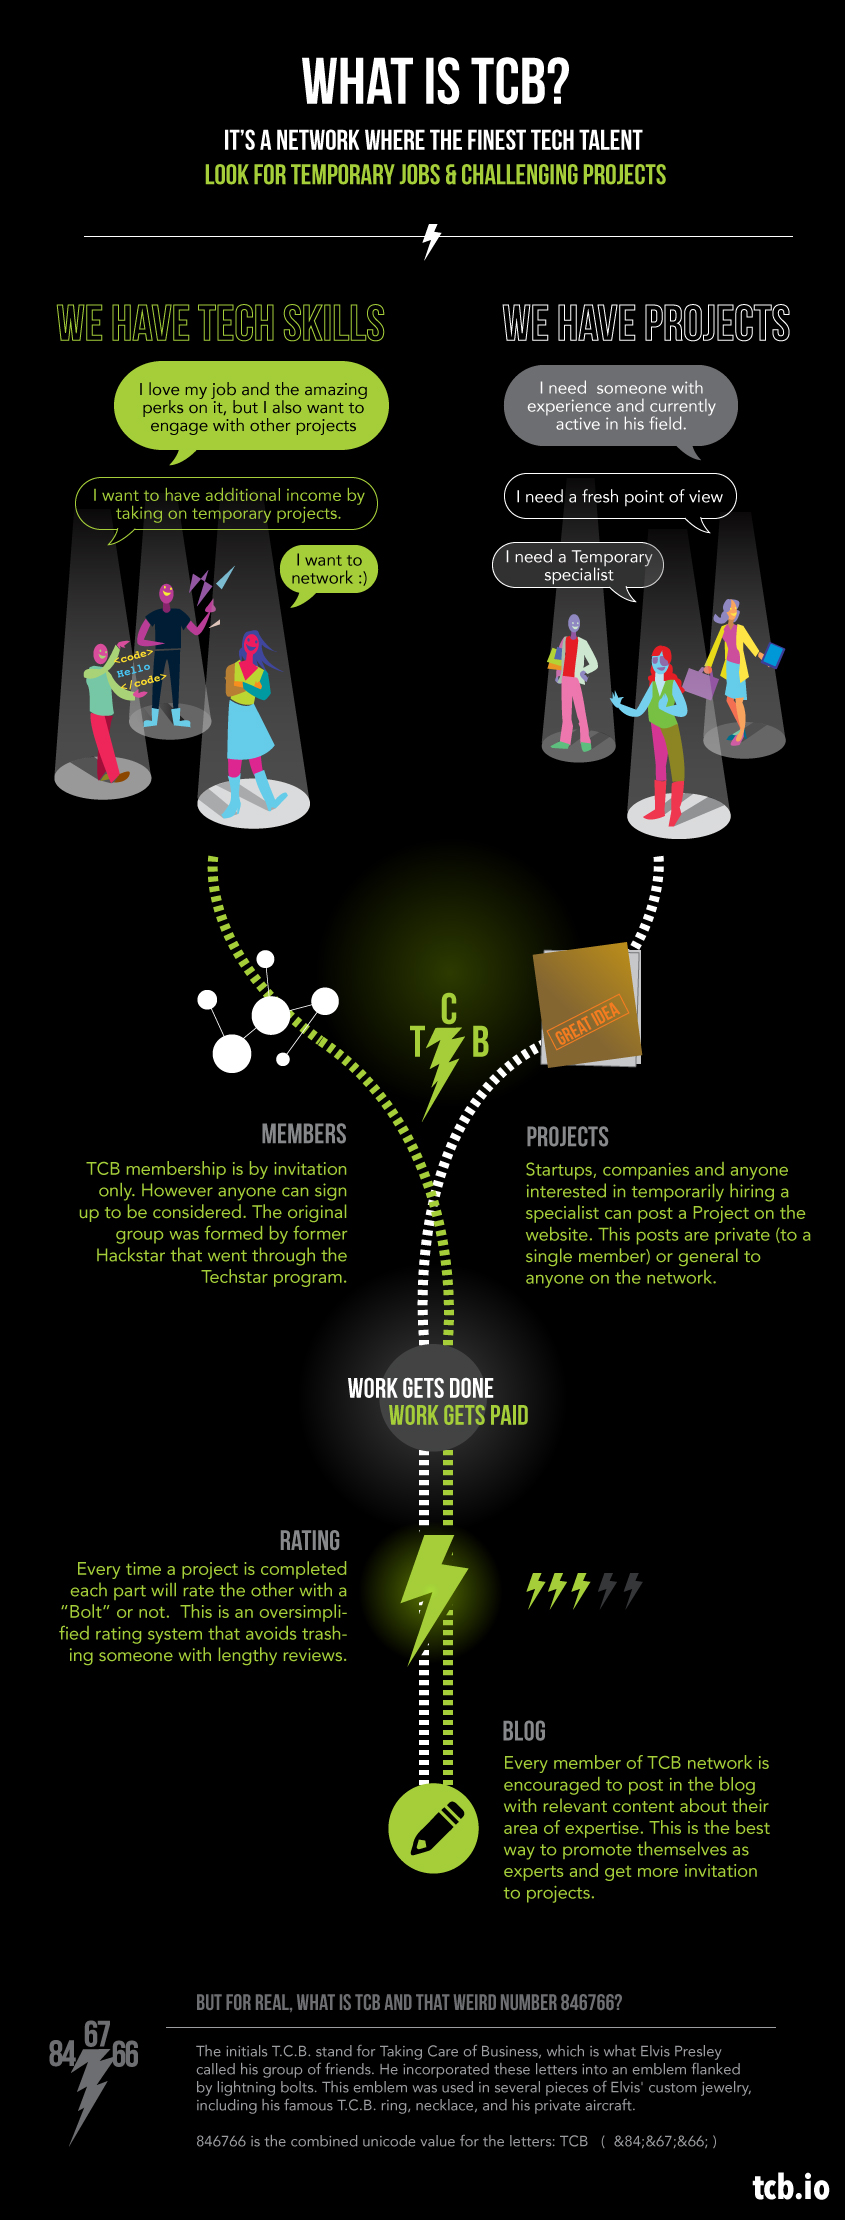 WHAT IS TCB?
IT'S A NETWORK WHERE THE FINEST TECH TALENT
LOOK FOR TEMPORARY JOBS & CHALLENGING PROJECTS
WE HAVE TECH SKILLS
I love my job and the amazing
perks on it, but I also want to
engage with other projects
I want to have additional income by
taking on temporary projects.
I want to
network :)
<code>
Hello
</code>
WE HAVE PROJECTS
I need  someone with
experience and currently
active in his field.
I need a fresh point of view
I need a Temporary
specialist
GREAT IDEA
T C B
MEMBERS
TCB membership is by invitation
only. However anyone can sign
up to be considered. The original
group was formed by former
Hackstar that went through the
Techstar program.
PROJECTS
Startups, companies and anyone
interested in temporarily hiring a
specialist can post a Project on the
website. This posts are private (to a
single member) or general to
anyone on the network.
WORK GETS DONE
WORK GETS PAID
RATING
Every time a project is completed
each part will rate the other with a
“Bolt” or not.  This is an oversimpli-
fied rating system that avoids trash-
ing someone with lengthy reviews.
BLOG
Every member of TCB network is
encouraged to post in the blog
with relevant content about their
area of expertise. This is the best
way to promote themselves as
experts and get more invitation
to projects.
84 67 66
BUT FOR REAL, WHAT IS TCB AND THAT WEIRD NUMBER 846766?
The initials T.C.B. stand for Taking Care of Business, which is what Elvis Presley
called his group of friends. He incorporated these letters into an emblem flanked
by lightning bolts. This emblem was used in several pieces of Elvis' custom jewelry,
including his famous T.C.B. ring, necklace, and his private aircraft.
846766 is the combined unicode value for the letters: TCB   (  &84;&67;&66; )
tcb.io